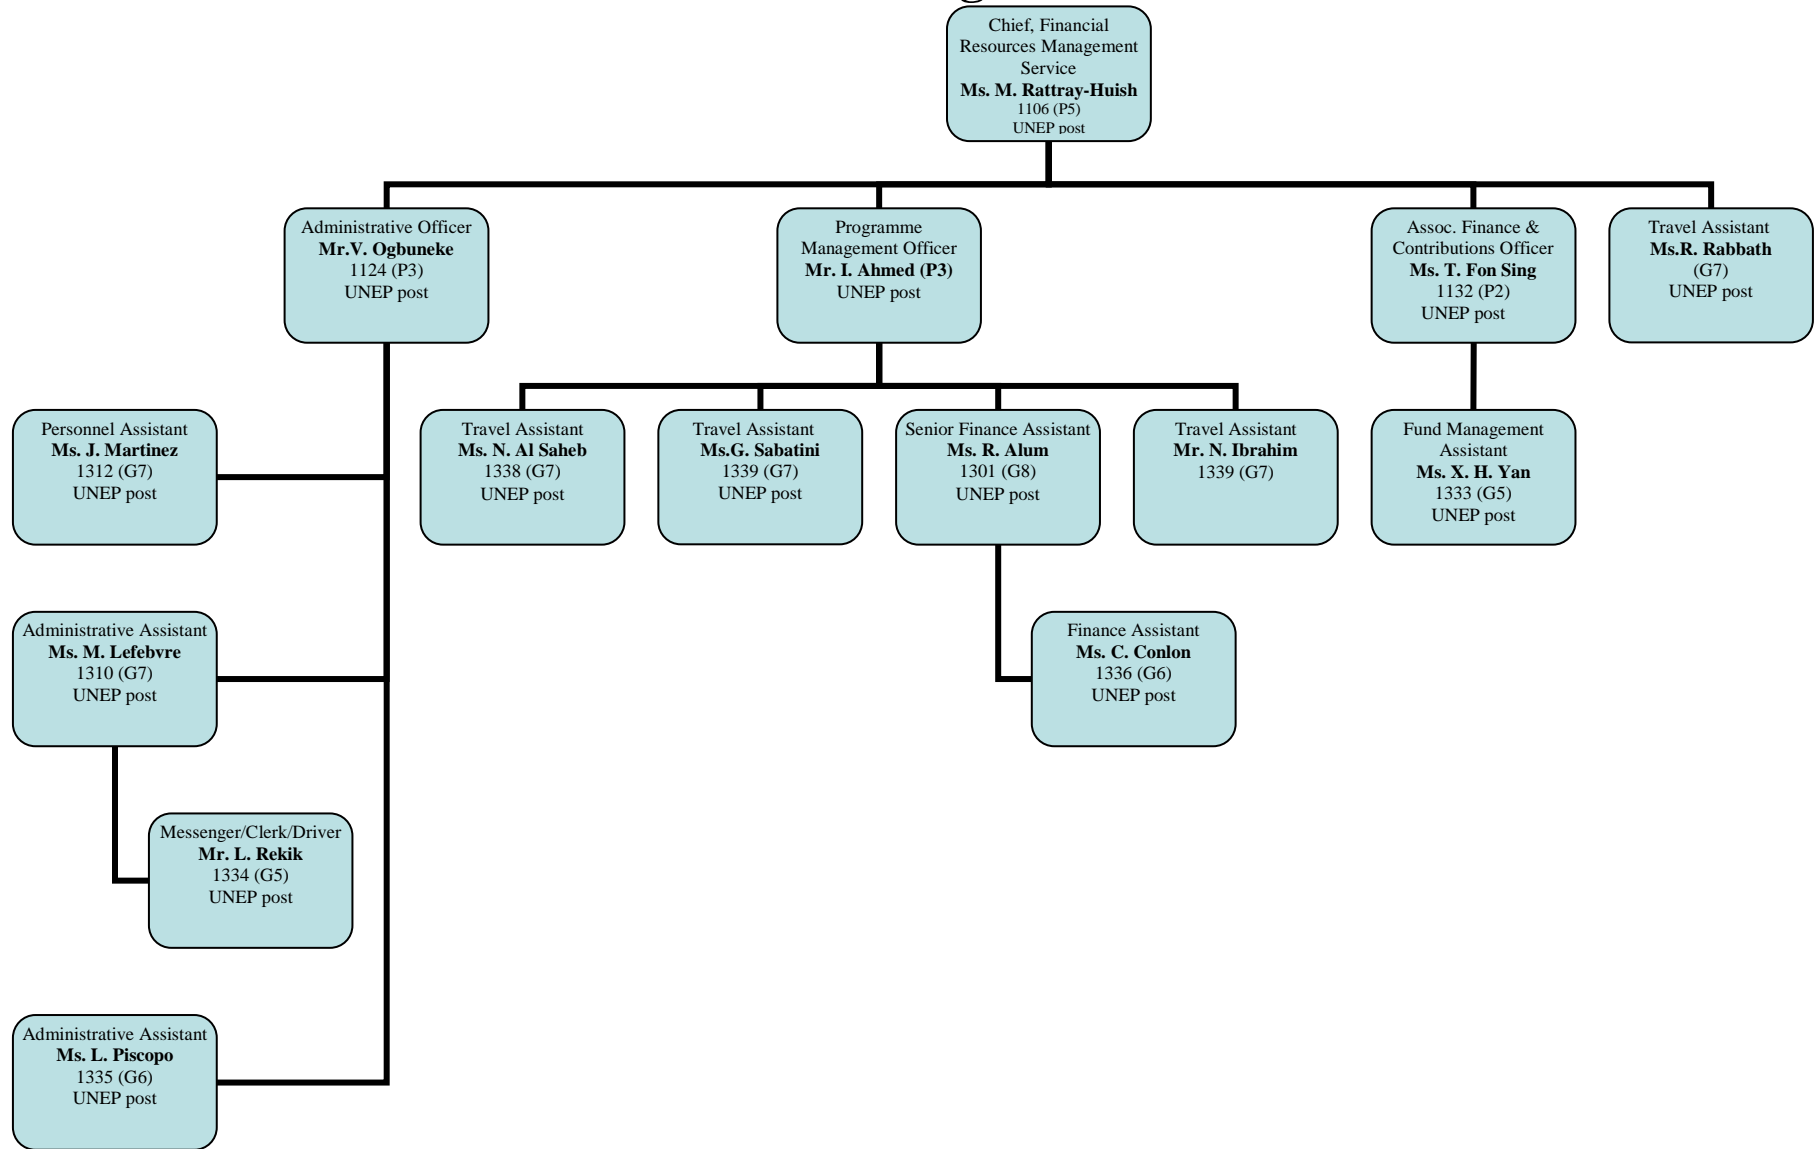 Chief, Financial
Resources Management
Service
Ms. M. Rattray-Huish
1106 (P5)
UNEP post
Administrative Officer
Mr.V. Ogbuneke
1124 (P3)
UNEP post
Programme
Management Officer
Mr. I. Ahmed (P3)
UNEP post
Assoc. Finance &
Contributions Officer
Ms. T. Fon Sing
1132 (P2)
UNEP post
Travel Assistant
Ms.R. Rabbath
(G7)
UNEP post
Personnel Assistant
Ms. J. Martinez
1312 (G7)
UNEP post
Travel Assistant
Ms. N. Al Saheb
1338 (G7)
UNEP post
Travel Assistant
Ms.G. Sabatini
1339 (G7)
UNEP post
Senior Finance Assistant
Ms. R. Alum
1301 (G8)
UNEP post
Travel Assistant
Mr. N. Ibrahim
1339 (G7)
Fund Management
Assistant
Ms. X. H. Yan
1333 (G5)
UNEP post
Administrative Assistant
Ms. M. Lefebvre
1310 (G7)
UNEP post
Finance Assistant
Ms. C. Conlon
1336 (G6)
UNEP post
Messenger/Clerk/Driver
Mr. L. Rekik
1334 (G5)
UNEP post
Administrative Assistant
Ms. L. Piscopo
1335 (G6)
UNEP post